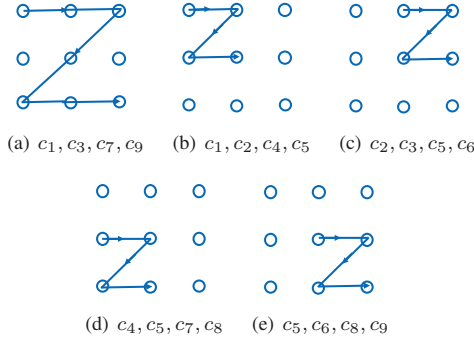 (a) c₁, c₃, c₇, c₉ (b) c₁, c₂, c₄, c₅ (c) c₂, c₃, c₅, c₆
(d) c₄, c₅, c₇, c₈ (e) c₅, c₆, c₈, c₉